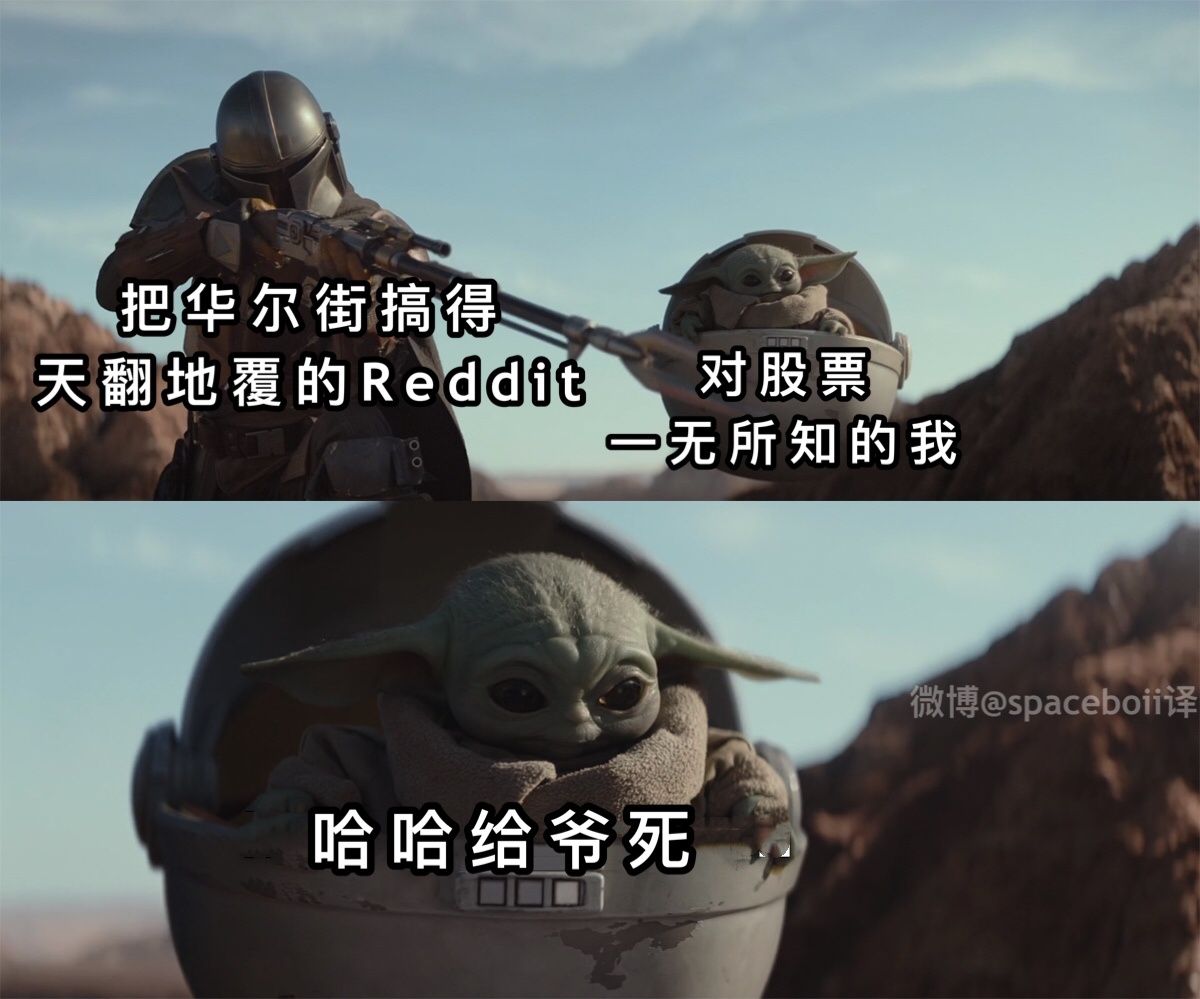 把华尔街搞得
天翻地覆的Reddit
对股票
一无所知的我
微博@spaceboii译
哈哈给爷死